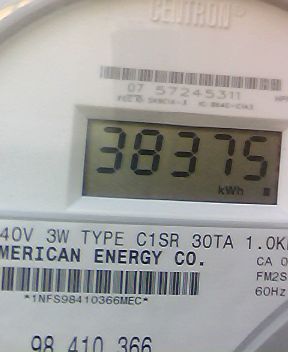 CENTRON®
07 57245311
38375
kWh
40V 3W TYPE C1SR 30TA 1.0K
MERICAN ENERGY CO.
CA 0
FM2S
60Hz
*1NFS98410366MEC*
98 410 366